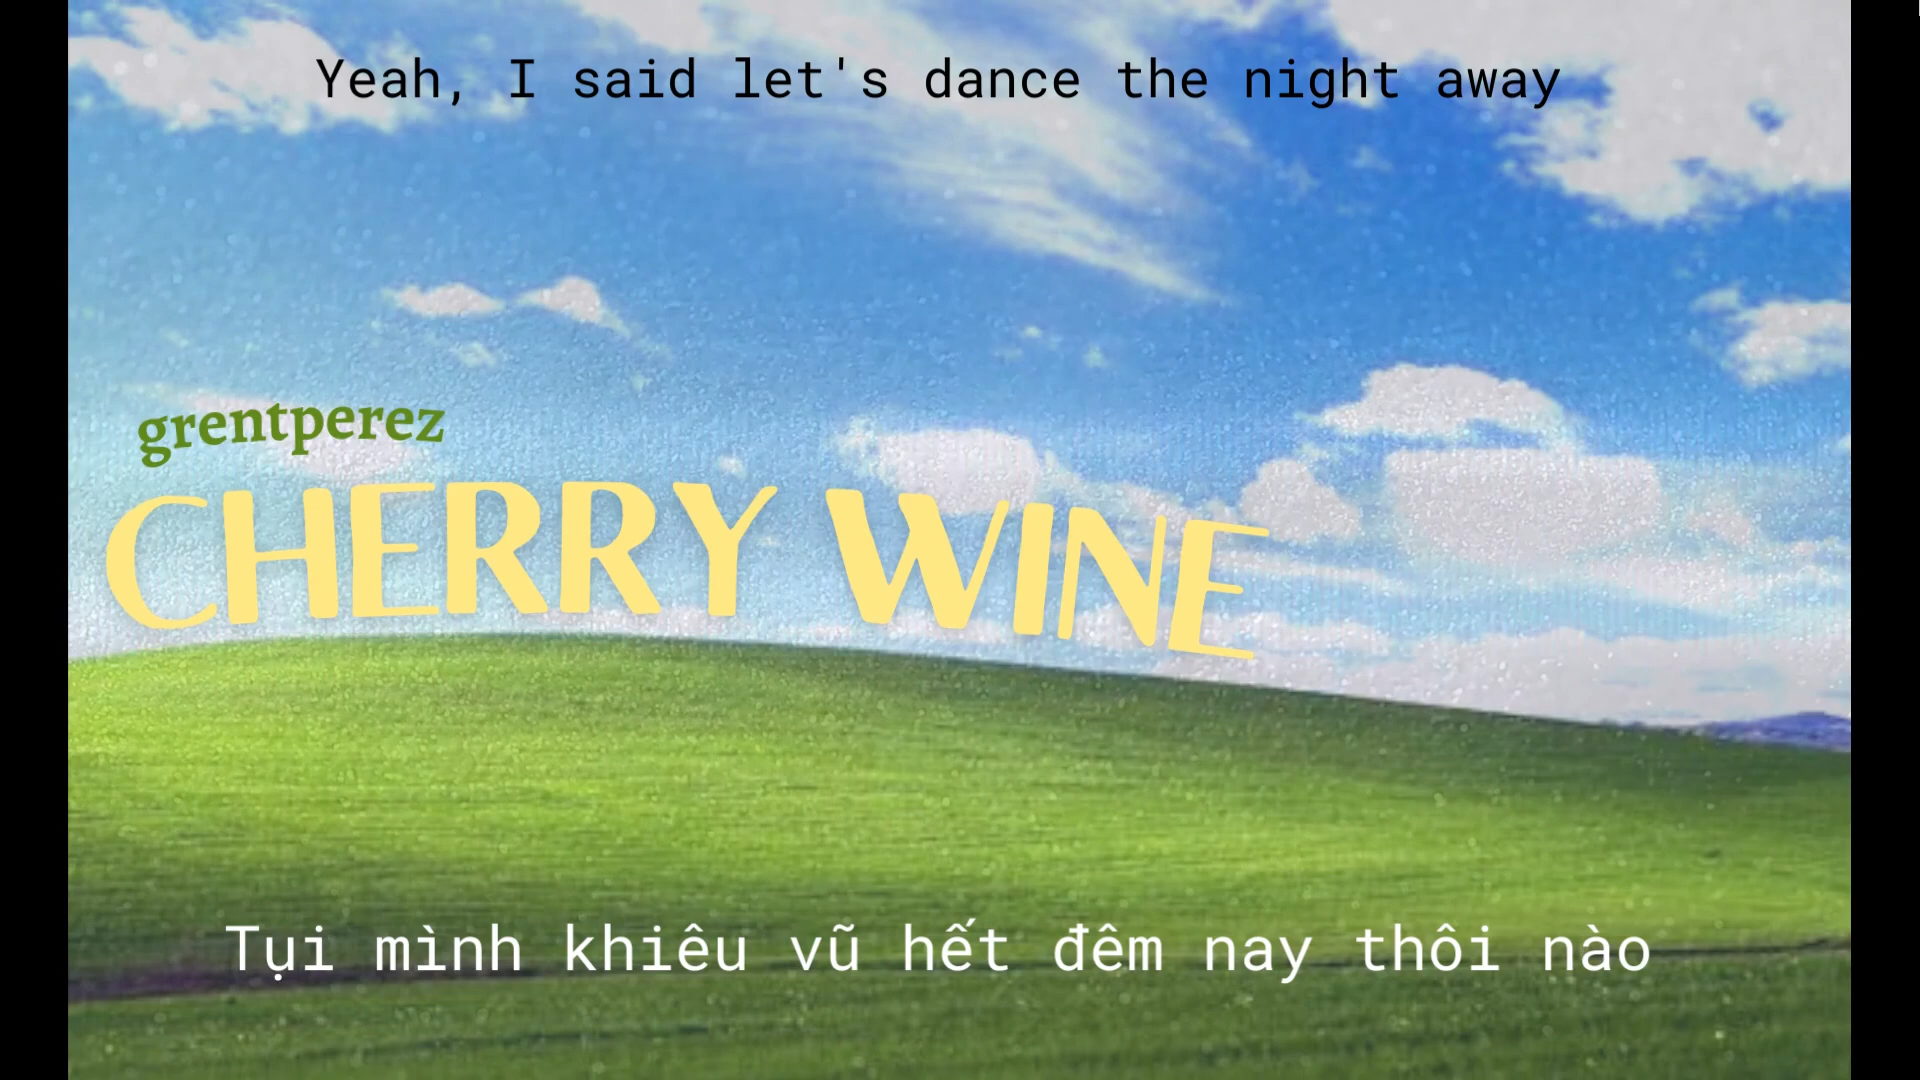 Yeah, I said let's dance the night away
grentperez
CHERRY WINE
Tụi mình khiêu vũ hết đêm nay thôi nào